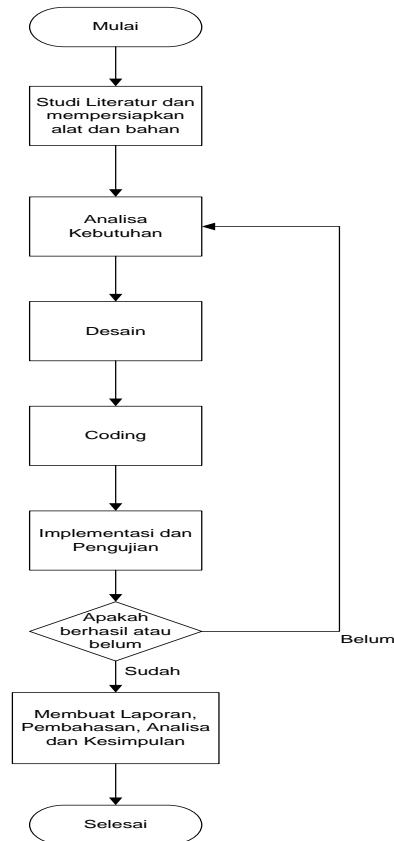 Mulai
Studi Literatur dan
mempersiapkan
alat dan bahan
Analisa
Kebutuhan
Desain
Coding
Implementasi dan
Pengujian
Apakah
berhasil atau
belum
Belum
Sudah
Membuat Laporan,
Pembahasan, Analisa
dan Kesimpulan
Selesai